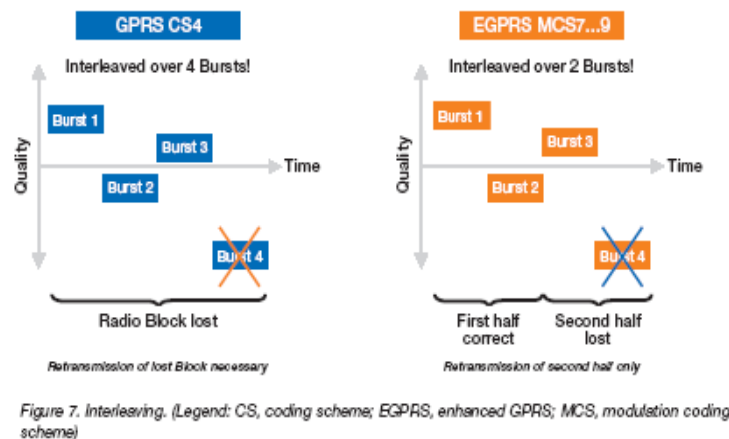 GPRS CS4
Interleaved over 4 Bursts!
Quality
Burst 1
Burst 2
Burst 3
Burst 4
Time
Radio Block lost
Retransmission of lost Block necessary
EGPRS MCS7...9
Interleaved over 2 Bursts!
Quality
Burst 1
Burst 2
Burst 3
Burst 4
Time
First half
correct
Second half
lost
Retransmission of second half only
Figure 7. Interleaving. (Legend: CS, coding scheme; EGPRS, enhanced GPRS; MCS, modulation coding
scheme)